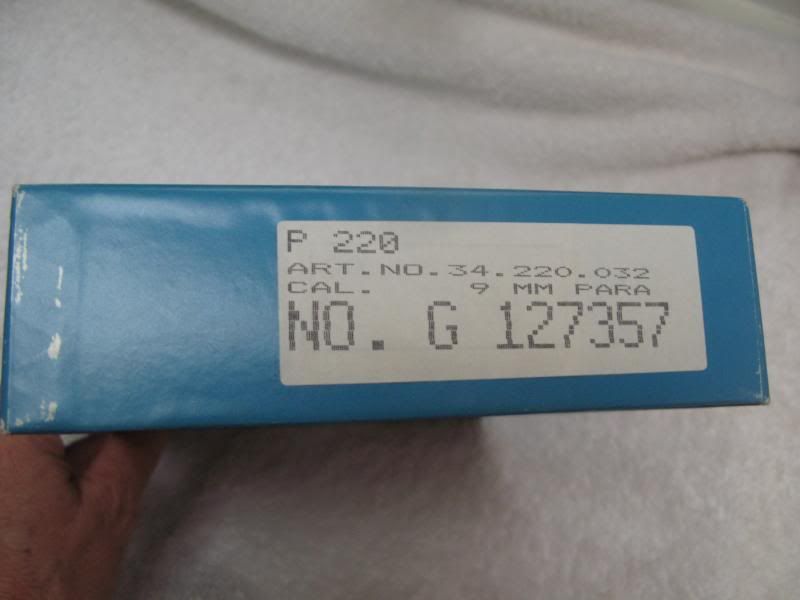 P 220
ART.NO.34.220.032
CAL. 9 MM PARA
NO. G 127357